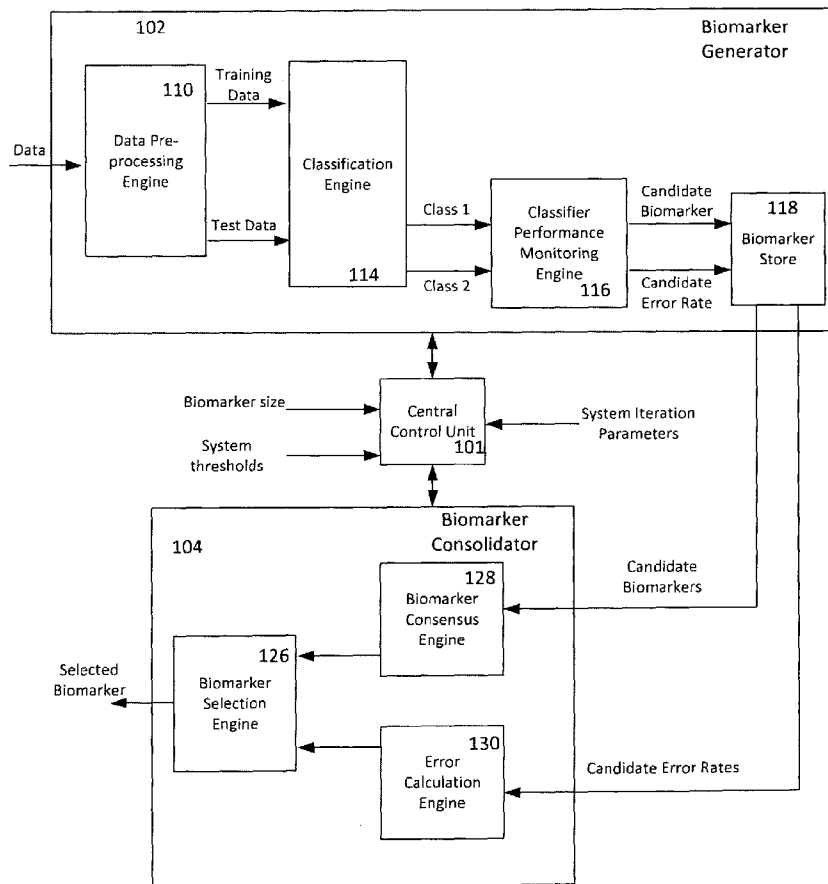 102
Biomarker
Generator
110
Training
Data
Data
Data Pre-
processing
Engine
Test Data
Classification
Engine
114
Class 1
Class 2
Classifier
Performance
Monitoring
Engine
116
Candidate
Biomarker
Candidate
Error Rate
118
Biomarker
Store
Biomarker size
System
thresholds
Central
Control Unit
101
System Iteration
Parameters
Biomarker
Consolidator
104
128
Biomarker
Consensus
Engine
Candidate
Biomarkers
126
Biomarker
Selection
Engine
Selected
Biomarker
130
Error
Calculation
Engine
Candidate Error Rates